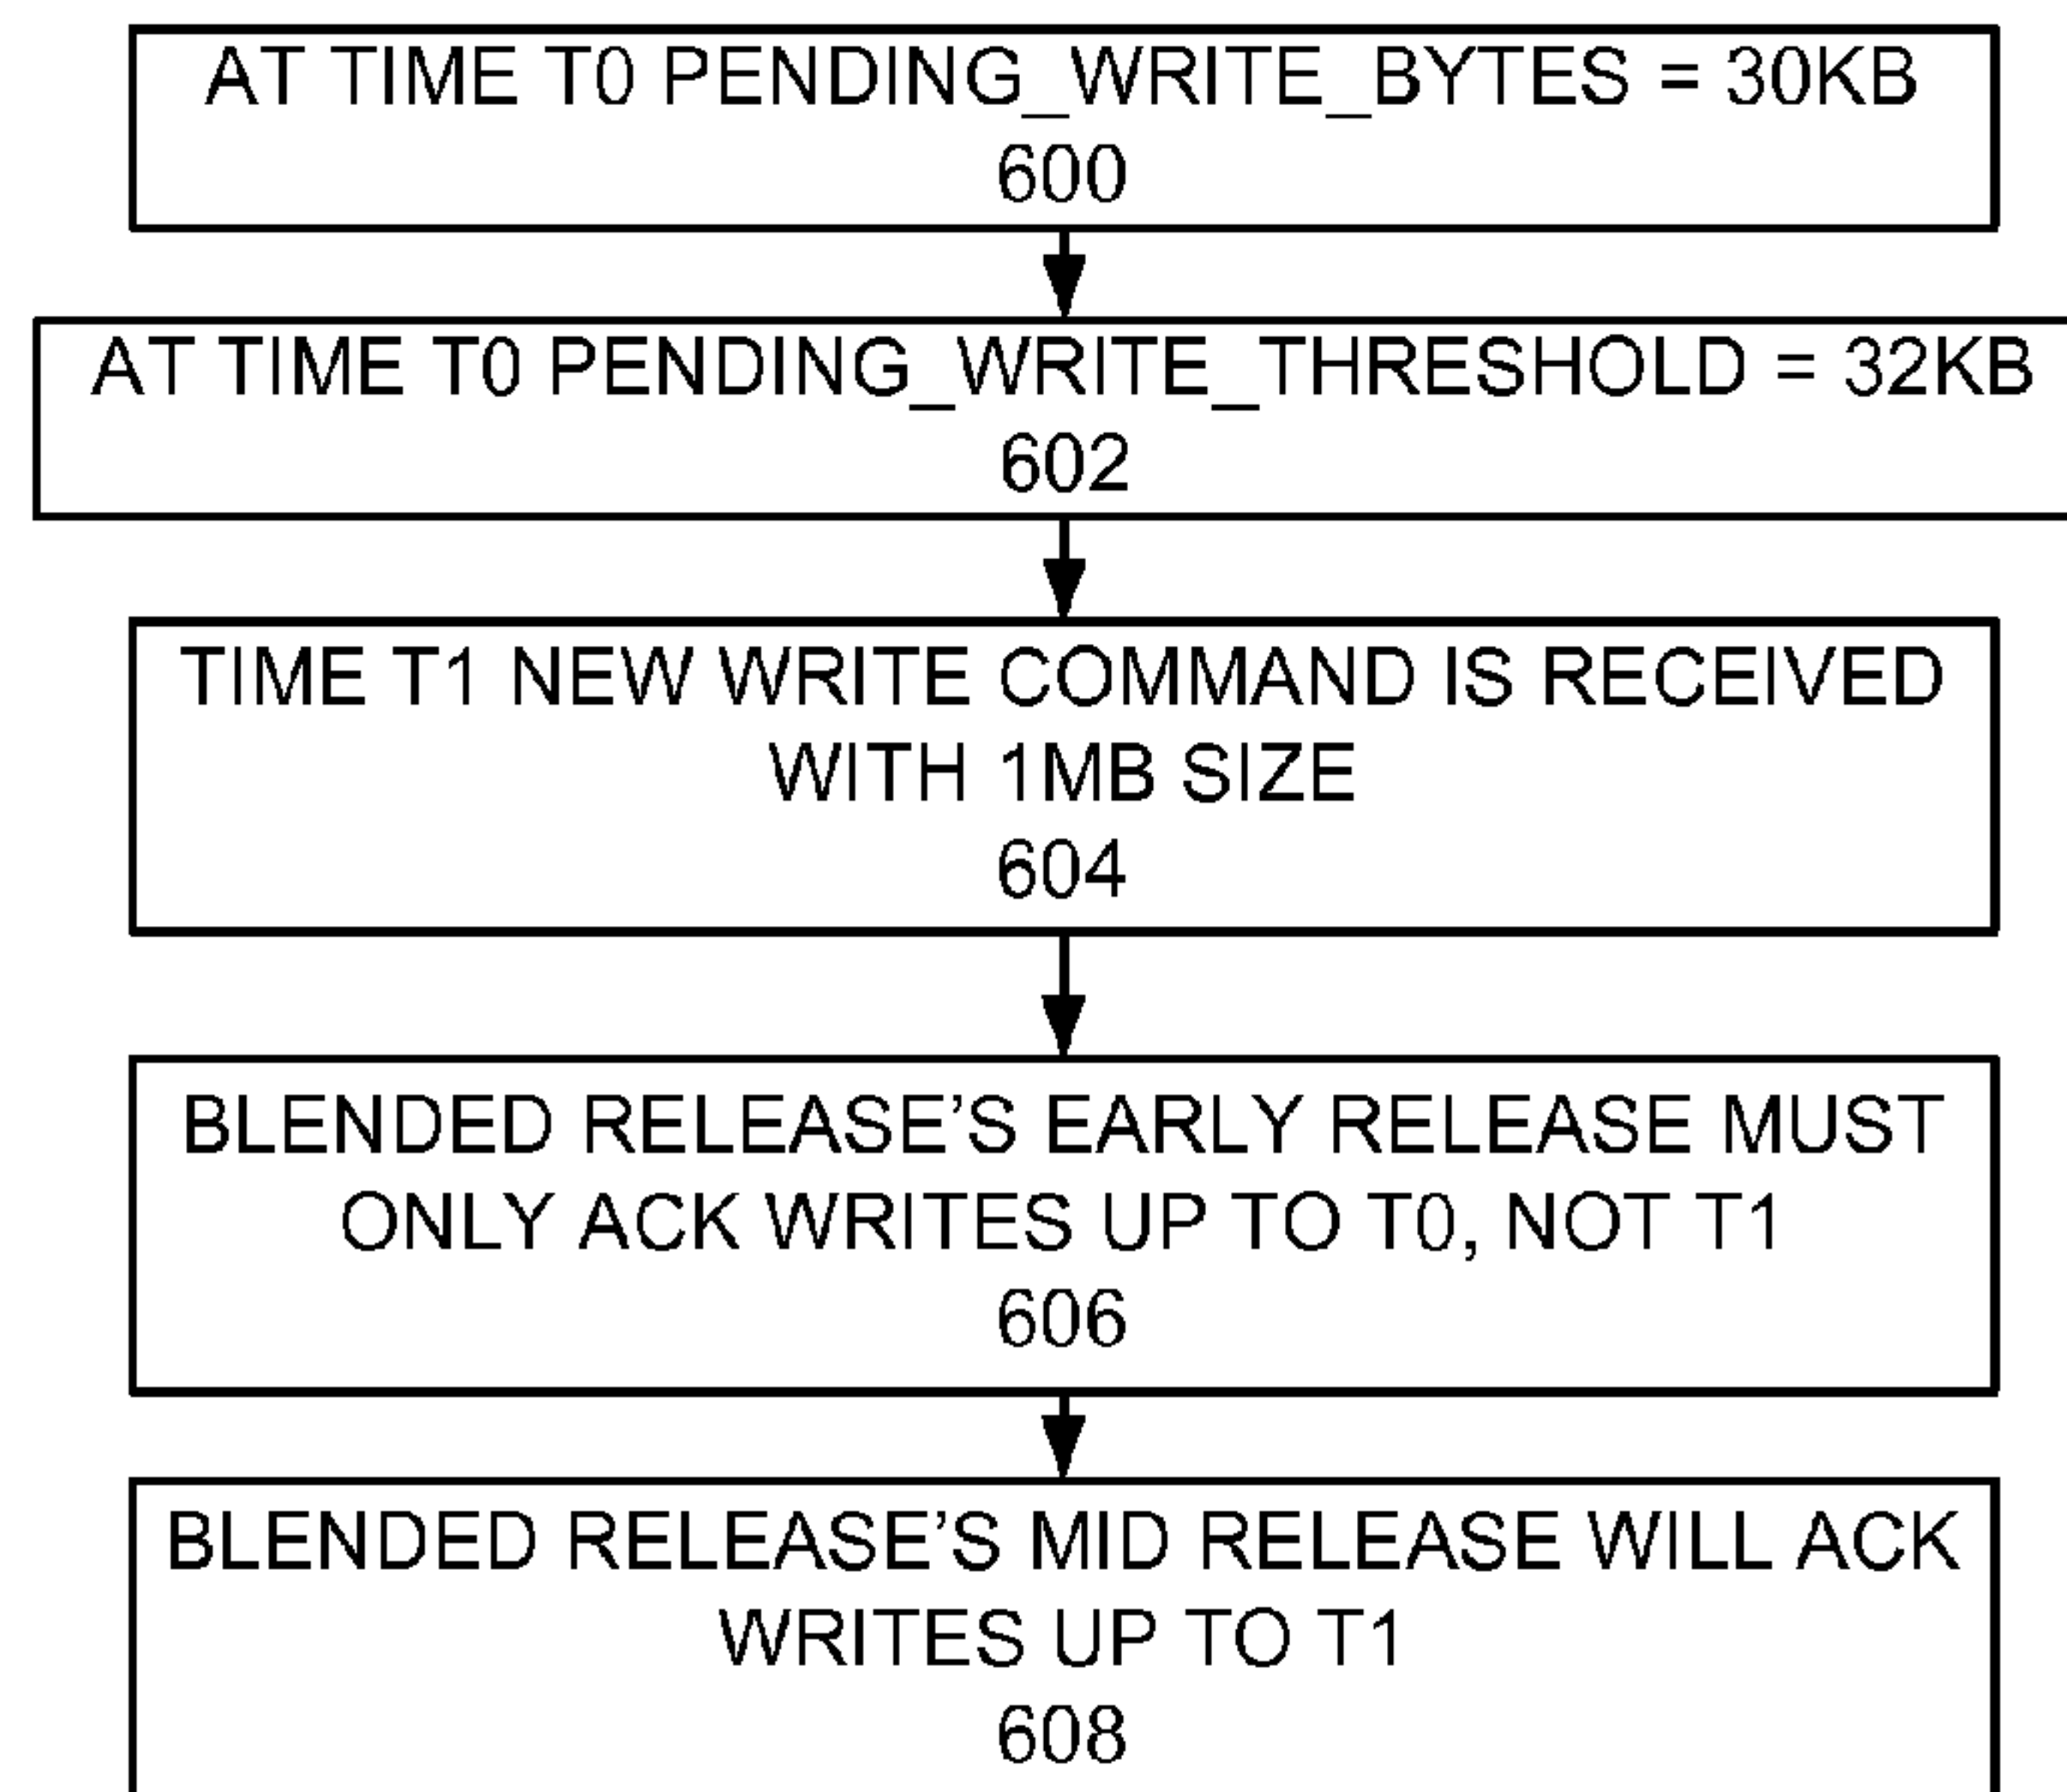 AT TIME T0 PENDING_WRITE_BYTES = 30KB
600
AT TIME T0 PENDING_WRITE_THRESHOLD = 32KB
602
TIME T1 NEW WRITE COMMAND IS RECEIVED
WITH 1MB SIZE
604
BLENDED RELEASE’S EARLY RELEASE MUST
ONLY ACK WRITES UP TO T0, NOT T1
606
BLENDED RELEASE’S MID RELEASE WILL ACK
WRITES UP TO T1
608